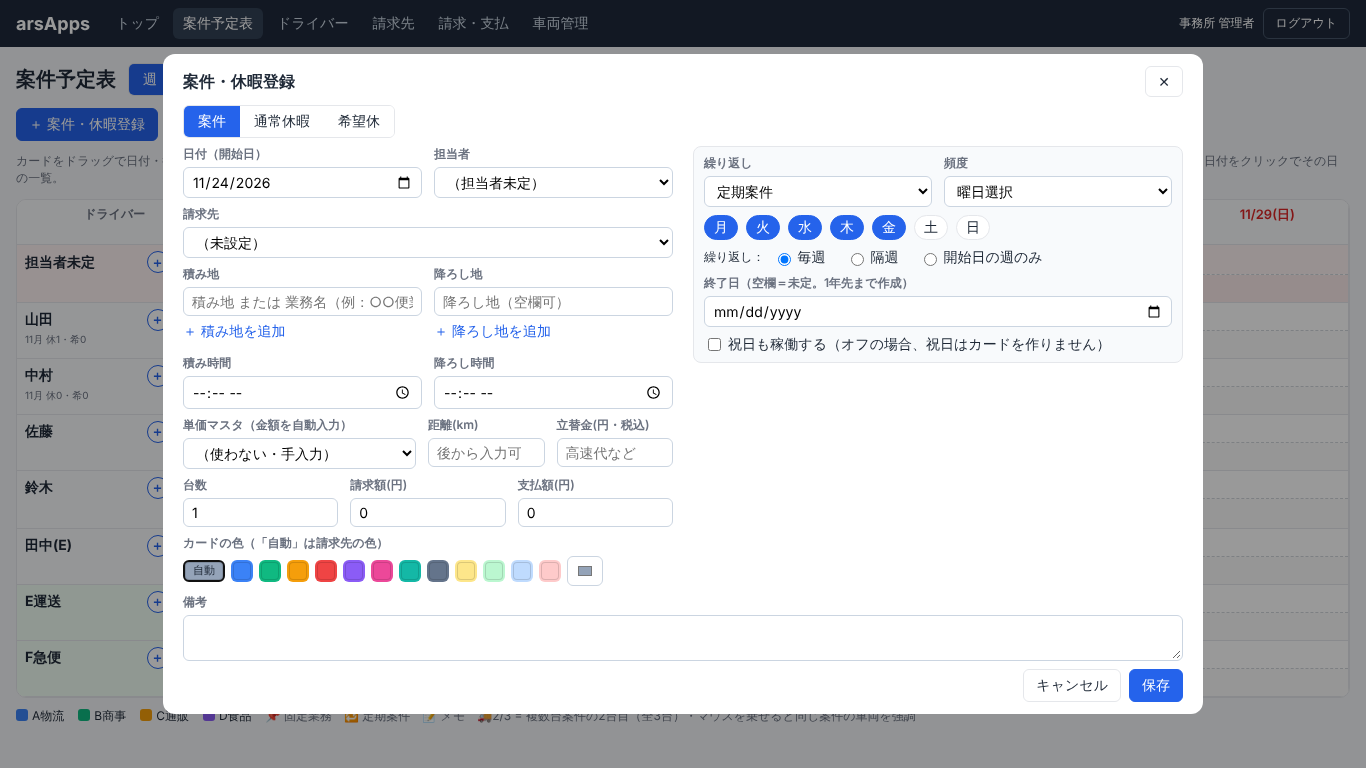 arsApps トップ 案件予定表 ドライバー 請求先 請求・支払 車両管理 事務所 管理者 ログアウト
案件予定表 週
＋ 案件・休暇登録
カードをドラッグで日付・ 日付をクリックでその日
の一覧。
ドライバー 11/29(日)
担当者未定 +
山田 +
11月 休1・希0
中村 +
11月 休0・希0
佐藤 +
鈴木 +
田中(E) +
E運送 +
F急便 +
案件・休暇登録 ×
案件 通常休暇 希望休
日付（開始日） 担当者
11/24/2026 （担当者未定）
請求先
（未設定）
積み地 降ろし地
積み地 または 業務名（例：○○便 降ろし地（空欄可）
＋ 積み地を追加 ＋ 降ろし地を追加
積み時間 降ろし時間
--:-- -- --:-- --
単価マスタ（金額を自動入力） 距離(km) 立替金(円・税込)
（使わない・手入力） 後から入力可 高速代など
台数 請求額(円) 支払額(円)
1 0 0
カードの色（「自動」は請求先の色）
自動
備考
繰り返し 頻度
定期案件 曜日選択
月 火 水 木 金 土 日
繰り返し： 毎週 隔週 開始日の週のみ
終了日（空欄＝未定。1年先まで作成）
mm/dd/yyyy
祝日も稼働する（オフの場合、祝日はカードを作りません）
キャンセル 保存
A物流 B商事 C通販 D食品 固定業務 定期案件 メモ 2/3 = 複数台案件の2台目（全3台）・マウスを乗せると同じ案件の車両を強調